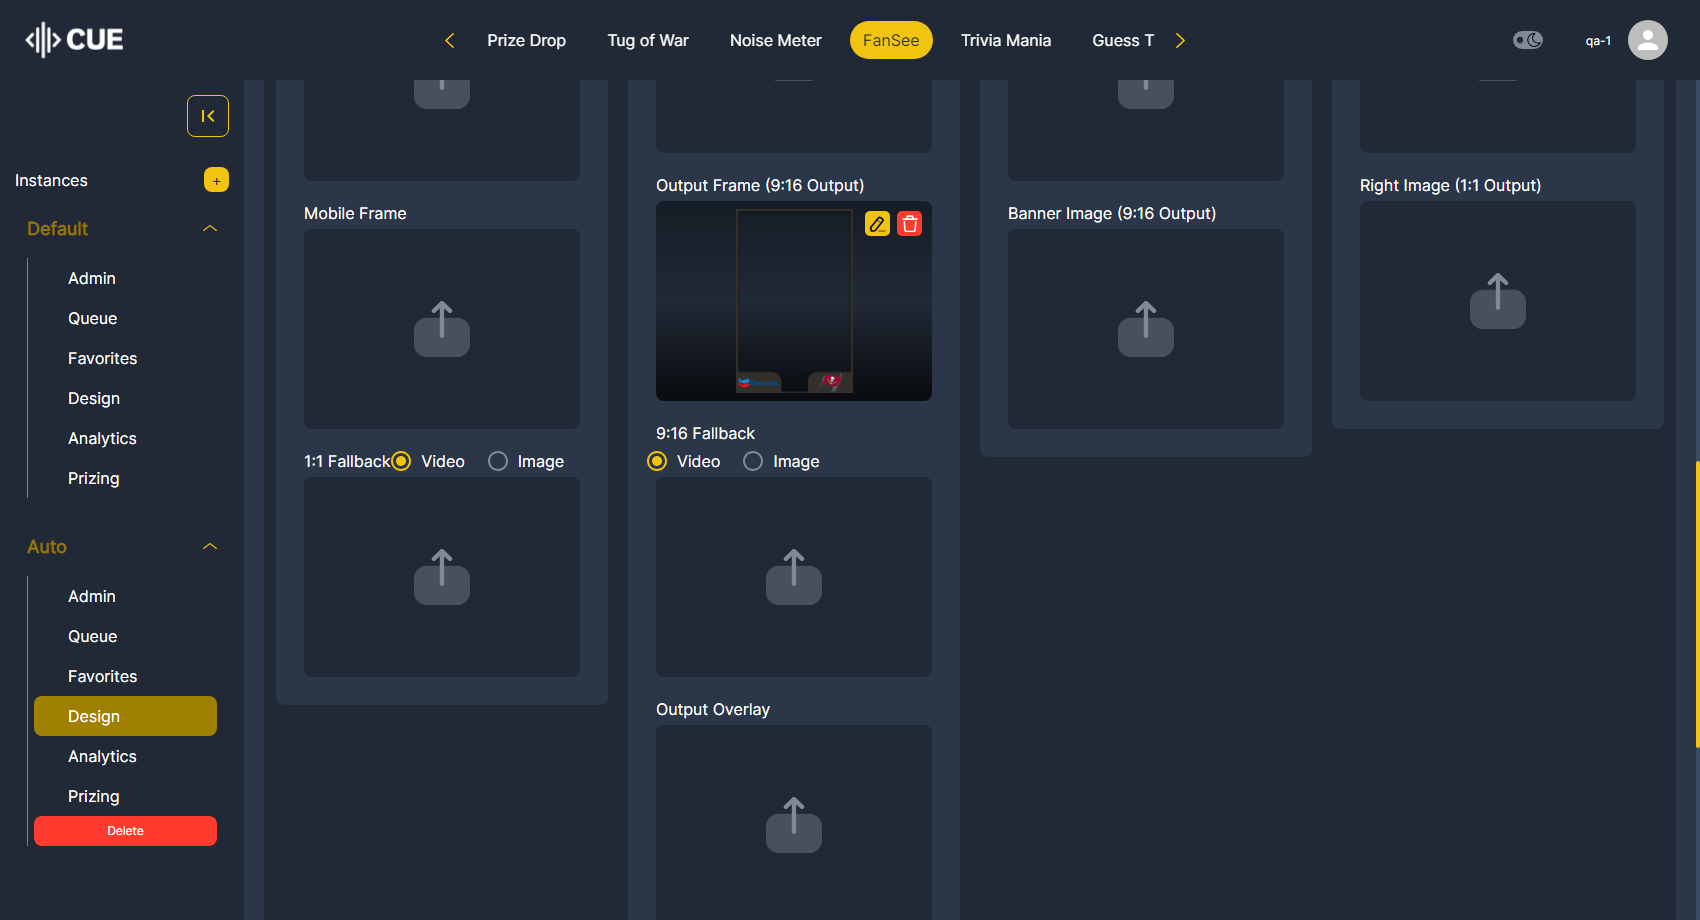 CUE
Prize Drop
Tug of War
Noise Meter
FanSee
Trivia Mania
Guess T
qa-1
Instances
+
Default
Admin
Queue
Favorites
Design
Analytics
Prizing
Auto
Admin
Queue
Favorites
Design
Analytics
Prizing
Delete
Mobile Frame
1:1 Fallback Video Image
Output Frame (9:16 Output)
9:16 Fallback
Video Image
Output Overlay
Banner Image (9:16 Output)
Right Image (1:1 Output)